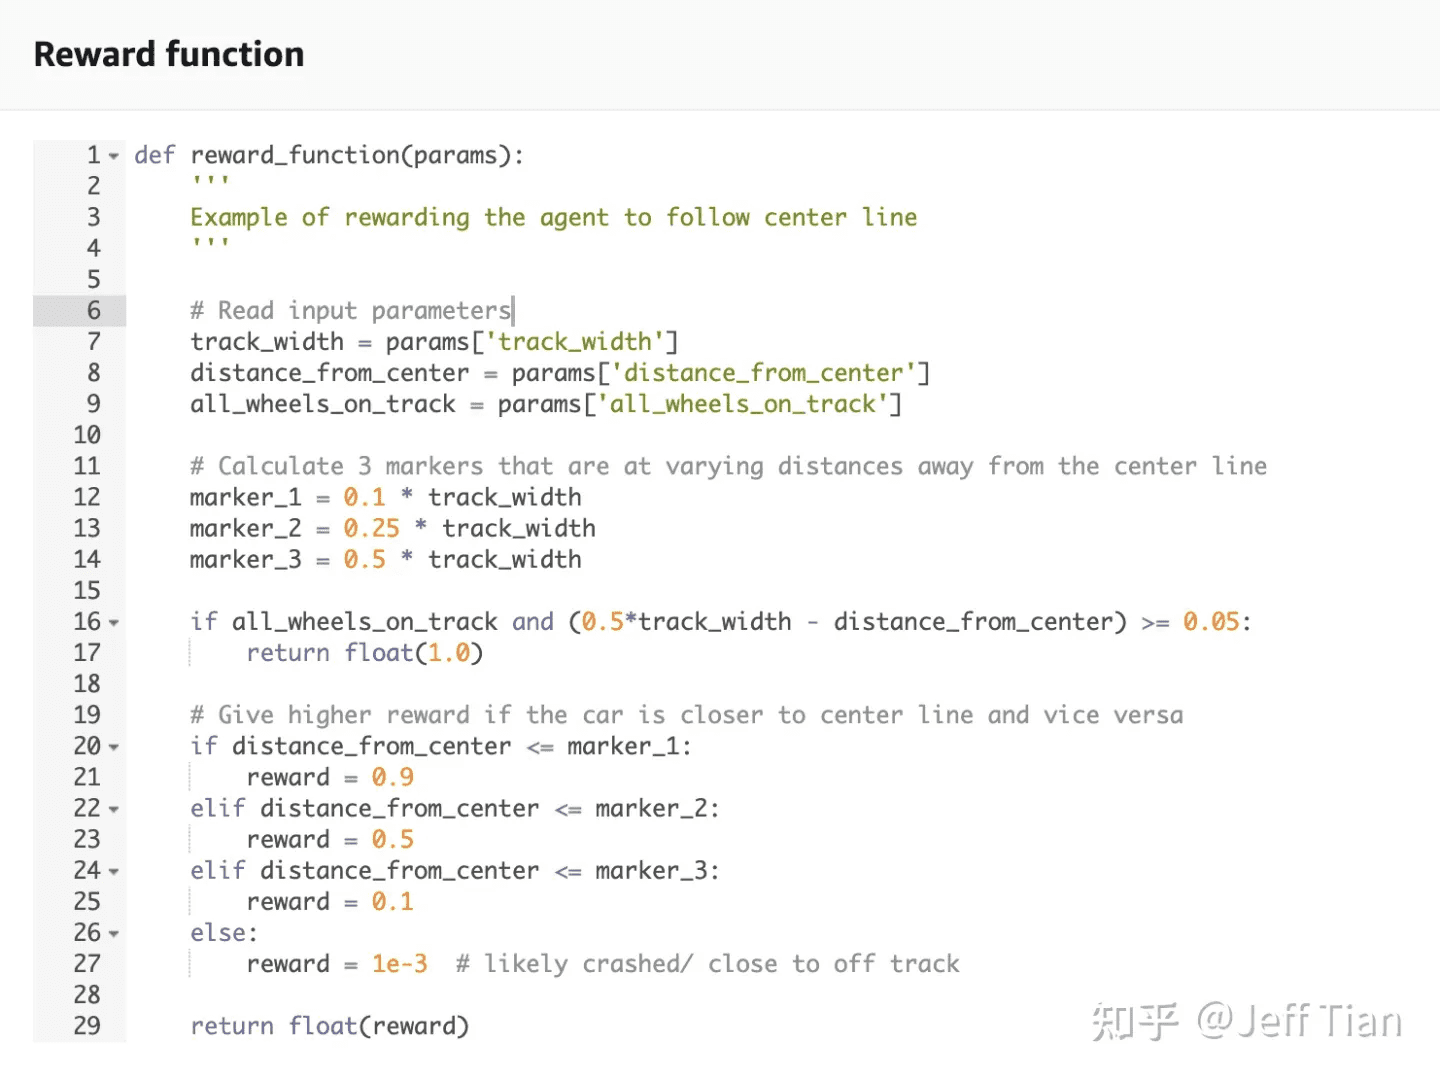 Reward function
1 def reward_function(params):
2 '''
3 Example of rewarding the agent to follow center line
4 '''
5
6 # Read input parameters
7 track_width = params['track_width']
8 distance_from_center = params['distance_from_center']
9 all_wheels_on_track = params['all_wheels_on_track']
10
11 # Calculate 3 markers that are at varying distances away from the center line
12 marker_1 = 0.1 * track_width
13 marker_2 = 0.25 * track_width
14 marker_3 = 0.5 * track_width
15
16 if all_wheels_on_track and (0.5*track_width - distance_from_center) >= 0.05:
17 return float(1.0)
18
19 # Give higher reward if the car is closer to center line and vice versa
20 if distance_from_center <= marker_1:
21 reward = 0.9
22 elif distance_from_center <= marker_2:
23 reward = 0.5
24 elif distance_from_center <= marker_3:
25 reward = 0.1
26 else:
27 reward = 1e-3 # likely crashed/ close to off track
28
29 return float(reward)
知乎 @Jeff Tian